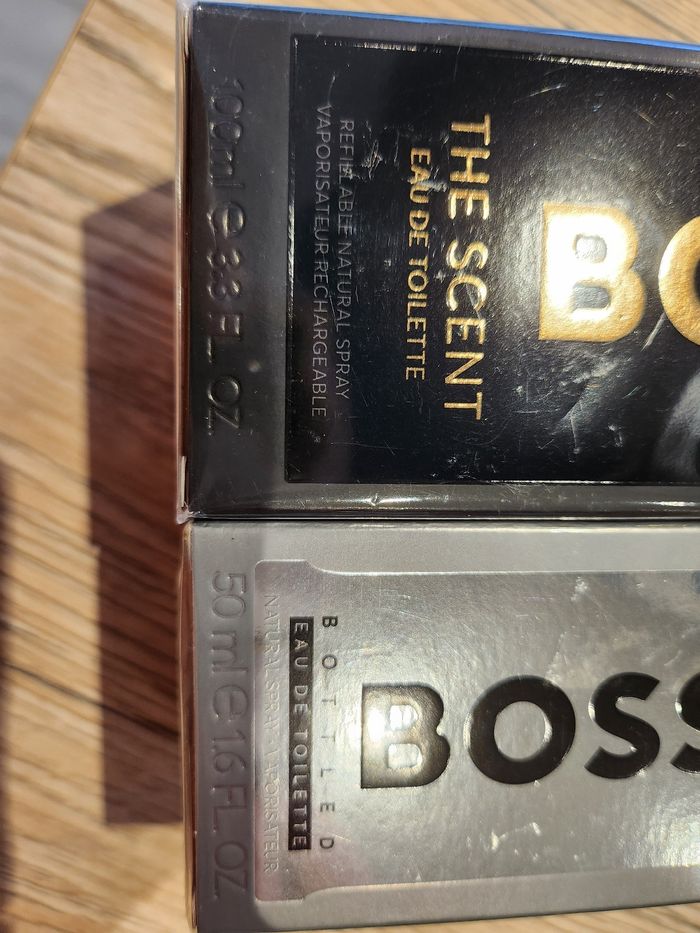 BO
THE SCENT
EAU DE TOILETTE
REFILLABLE NATURAL SPRAY
VAPORISATEUR RECHARGEABLE
100ml ℮ 3.3 FL OZ
BOSS
BOTTLED
EAU DE TOILETTE
NATURAL SPRAY VAPORISATEUR
50 ml ℮ 1.6 FL OZ